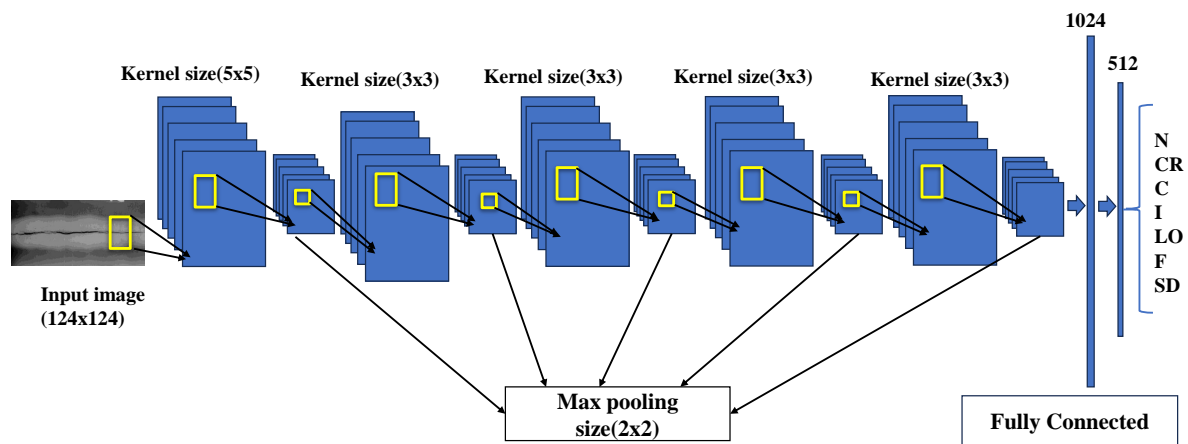 1024
512
Kernel size(5x5)
Kernel size(3x3)
Kernel size(3x3)
Kernel size(3x3)
Kernel size(3x3)
N
CR
C
I
LO
F
SD
Input image
(124x124)
Max pooling
size(2x2)
Fully Connected